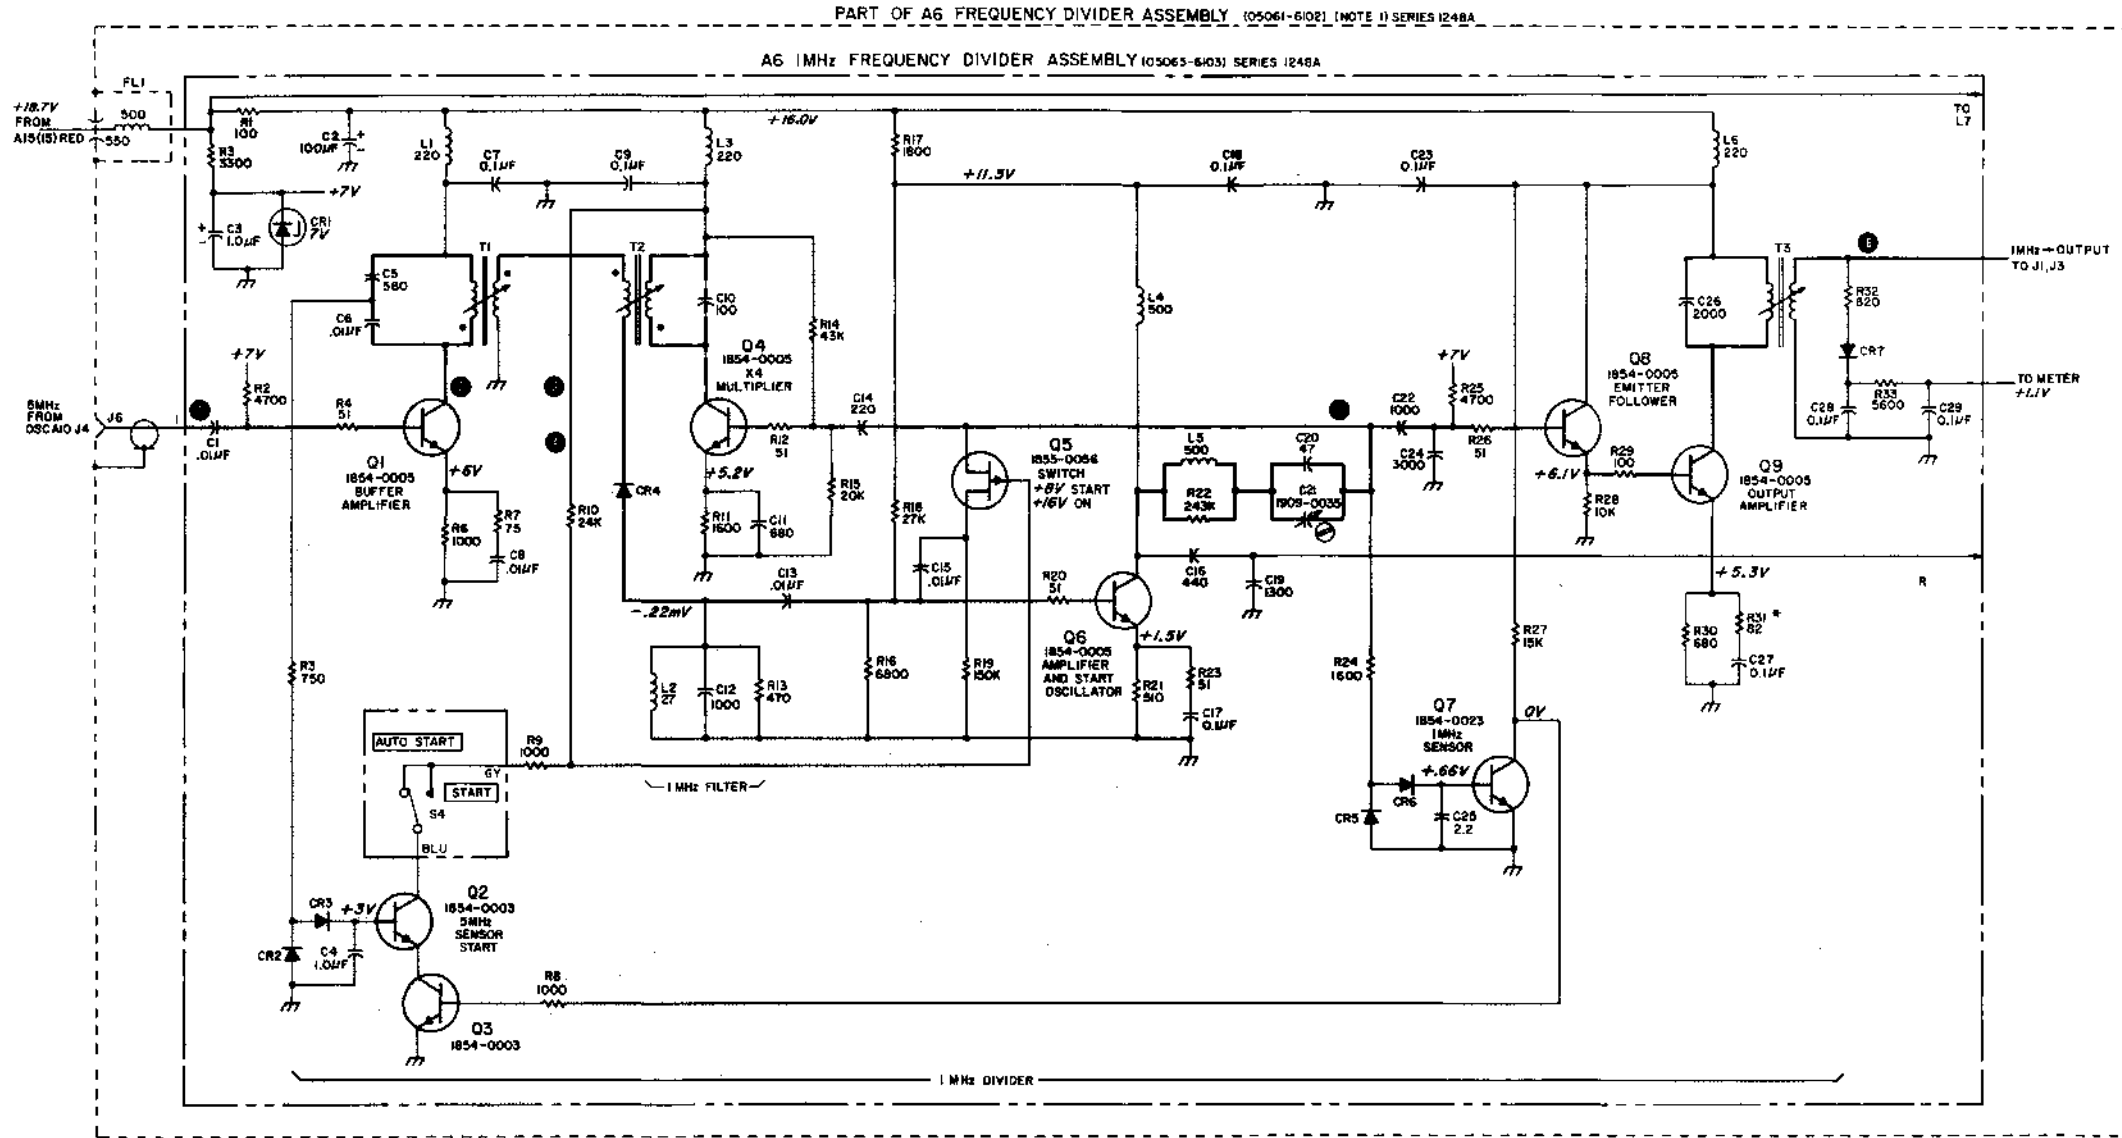 PART OF A6 FREQUENCY DIVIDER ASSEMBLY (05061-6102) (NOTE 1) SERIES 1248A
A6 1MHz FREQUENCY DIVIDER ASSEMBLY (05065-6103) SERIES 1248A
FL1
+18.7V
FROM
A15(15) RED
500
550
R1
100
R3
3300
C2
100µF
+
-
+7V
C3
1.0µF
+
-
CR1
7V
L1
220
C7
0.1µF
C9
0.1µF
L3
220
+16.0V
R17
1800
+11.5V
C18
0.1µF
C23
0.1µF
L6
220
TO
L7
C5
580
C6
.01µF
T1
T2
C10
100
R14
43K
L4
500
C26
2000
T3
6
1MHz OUTPUT
TO J1,J3
R32
820
CR7
TO METER
+1.1V
R33
5600
C28
0.1µF
C29
0.1µF
5MHz
FROM
OSC A10 J4
J6
C1
.01µF
+7V
R2
4700
R4
51
Q1
1854-0005
BUFFER
AMPLIFIER
+6V
R6
1000
R7
75
C8
.01µF
Q4
1854-0005
X4
MULTIPLIER
C14
220
R12
51
+5.2V
R15
20K
R11
1600
C11
680
CR4
R10
24K
R18
27K
Q5
1855-0056
SWITCH
+8V START
+16V ON
C15
.01µF
L5
500
R22
243K
C20
47
C21
1909-0035
C22
1000
+7V
R25
4700
C24
3000
R26
51
Q8
1854-0005
EMITTER
FOLLOWER
+6.1V
R29
100
R28
10K
Q9
1854-0005
OUTPUT
AMPLIFIER
+5.3V
R30
680
R31 *
82
C27
0.1µF
R
C13
.01µF
-.22mV
L2
27
C12
1000
R13
470
1 MHz FILTER
R16
6800
R19
150K
R20
51
C16
440
C19
1300
Q6
1854-0005
AMPLIFIER
AND START
OSCILLATOR
+1.5V
R21
510
R23
51
C17
0.1µF
R24
1600
R27
15K
Q7
1854-0023
1MHz
SENSOR
0V
+.66V
CR6
CR5
C25
2.2
R3
750
AUTO START
START
S4
GY
BLU
R9
1000
Q2
1854-0003
5MHz
SENSOR
START
CR3
+3V
CR2
C4
1.0µF
R8
1000
Q3
1854-0003
1 MHz DIVIDER